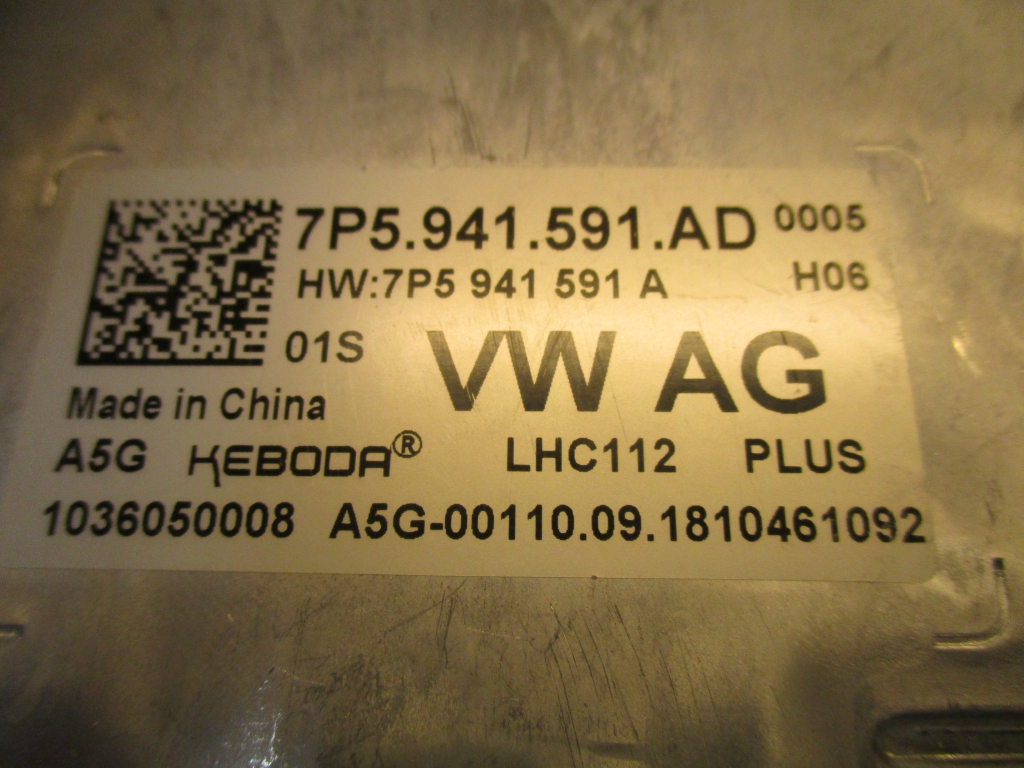 7P5.941.591.AD 0005
HW:7P5 941 591 A H06
01S VW AG
Made in China
A5G KEBODA® LHC112 PLUS
1036050008 A5G-00110.09.1810461092